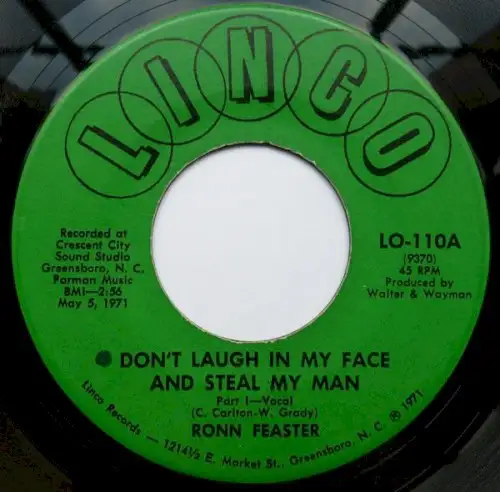 LINCO
Recorded at
Crescent City
Sound Studio
Greensboro, N. C.
Parman Music
BMI—2:56
May 5, 1971
LO-110A
(9370)
45 RPM
Produced by
Walter & Wayman
DON'T LAUGH IN MY FACE
AND STEAL MY MAN
Part I—Vocal
(C. Carlton-W. Grady)
RONN FEASTER
Linco Records — 1214½ E. Market St., Greensboro, N. C. ℗ 1971